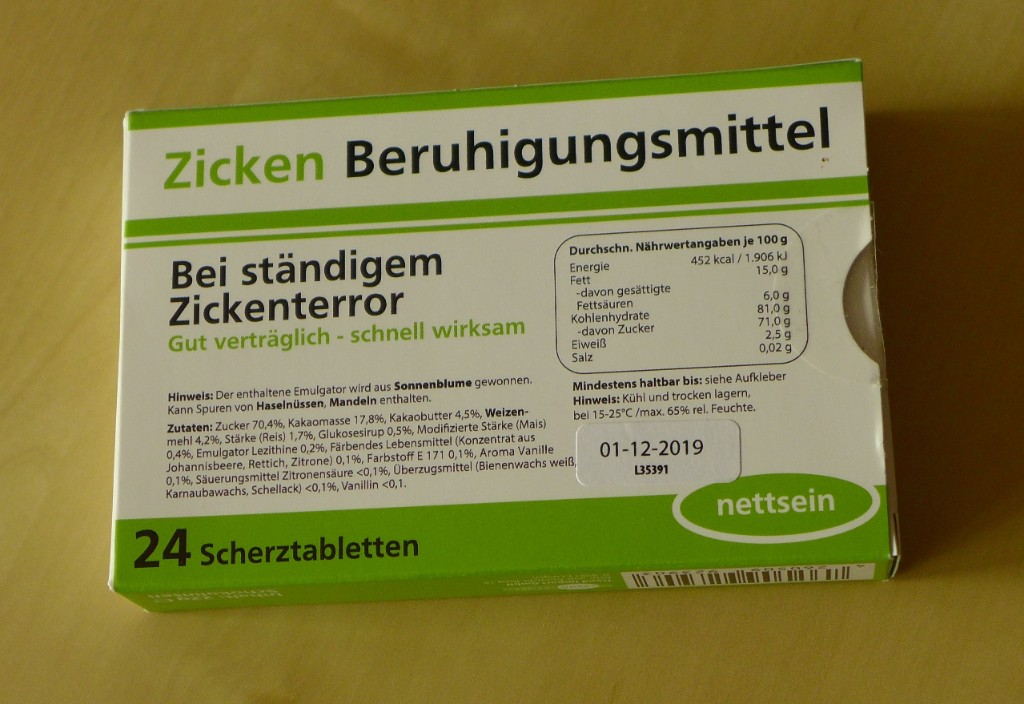 Zicken Beruhigungsmittel
Bei ständigem
Zickenterror
Gut verträglich - schnell wirksam
Durchschn. Nährwertangaben je 100 g
Energie 452 kcal / 1.906 kJ
Fett 15,0 g
-davon gesättigte
Fettsäuren 6,0 g
Kohlenhydrate 81,0 g
-davon Zucker 71,0 g
Eiweiß 2,5 g
Salz 0,02 g
Hinweis: Der enthaltene Emulgator wird aus Sonnenblume gewonnen.
Kann Spuren von Haselnüssen, Mandeln enthalten.
Zutaten: Zucker 70,4%, Kakaomasse 17,8%, Kakaobutter 4,5%, Weizen-
mehl 4,2%, Stärke (Reis) 1,7%, Glukosesirup 0,5%, Modifizierte Stärke (Mais)
0,4%, Emulgator Lezithine 0,2%, Färbendes Lebensmittel (Konzentrat aus
Johannisbeere, Rettich, Zitrone) 0,1%, Farbstoff E 171 0,1%, Aroma Vanille
0,1%, Säuerungsmittel Zitronensäure <0,1%, Überzugsmittel (Bienenwachs weiß,
Karnaubawachs, Schellack) <0,1%, Vanillin <0,1.
Mindestens haltbar bis: siehe Aufkleber
Hinweis: Kühl und trocken lagern,
bei 15-25°C /max. 65% rel. Feuchte.
01-12-2019
L35391
nettsein
24 Scherztabletten